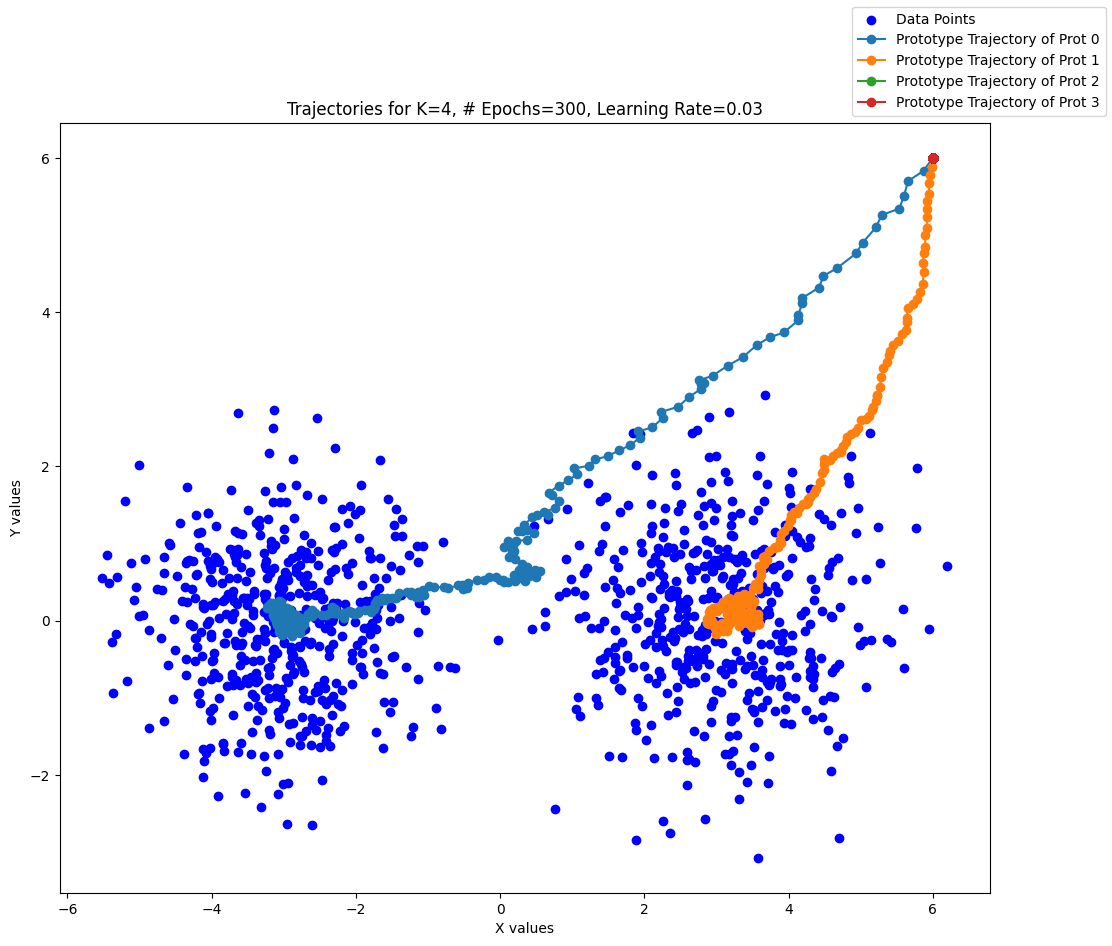 Data Points
Prototype Trajectory of Prot 0
Prototype Trajectory of Prot 1
Prototype Trajectory of Prot 2
Prototype Trajectory of Prot 3
Trajectories for K=4, # Epochs=300, Learning Rate=0.03
6
4
2
0
−2
Y values
−6
−4
−2
0
2
4
6
X values